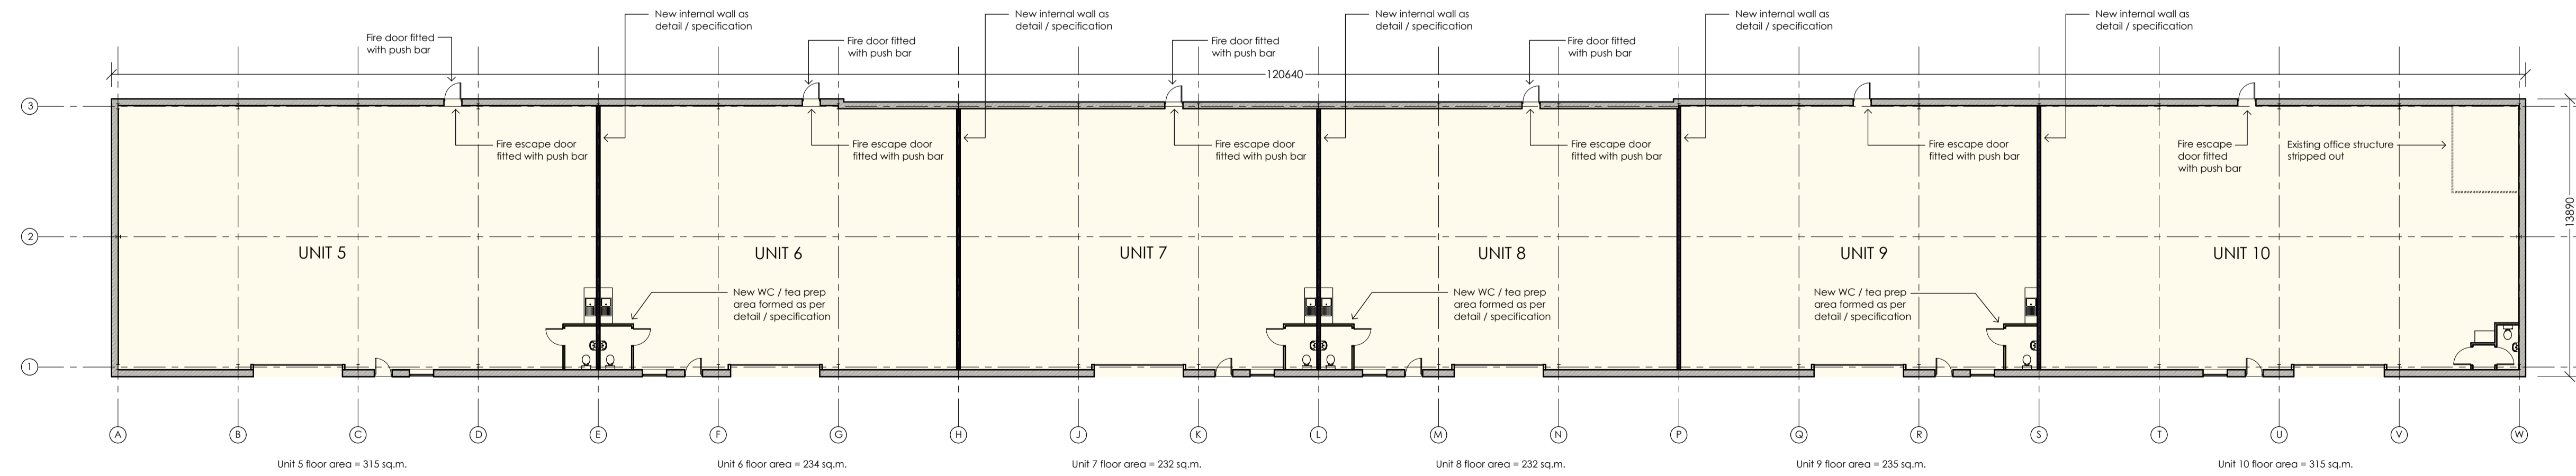 New internal wall as
detail / specification
New internal wall as
detail / specification
New internal wall as
detail / specification
New internal wall as
detail / specification
New internal wall as
detail / specification
Fire door fitted
with push bar
Fire door fitted
with push bar
Fire door fitted
with push bar
Fire door fitted
with push bar
120640
3
Fire escape door
fitted with push bar
Fire escape door
fitted with push bar
Fire escape door
fitted with push bar
Fire escape door
fitted with push bar
Fire escape door
fitted with push bar
Fire escape
door fitted
with push bar
Existing office structure
stripped out
13890
2
UNIT 5
UNIT 6
UNIT 7
UNIT 8
UNIT 9
UNIT 10
New WC / tea prep
area formed as per
detail / specification
New WC / tea prep
area formed as per
detail / specification
New WC / tea prep
area formed as per
detail / specification
1
A
B
C
D
E
F
G
H
J
K
L
M
N
P
Q
R
S
T
U
V
W
Unit 5 floor area = 315 sq.m.
Unit 6 floor area = 234 sq.m.
Unit 7 floor area = 232 sq.m.
Unit 8 floor area = 232 sq.m.
Unit 9 floor area = 235 sq.m.
Unit 10 floor area = 315 sq.m.